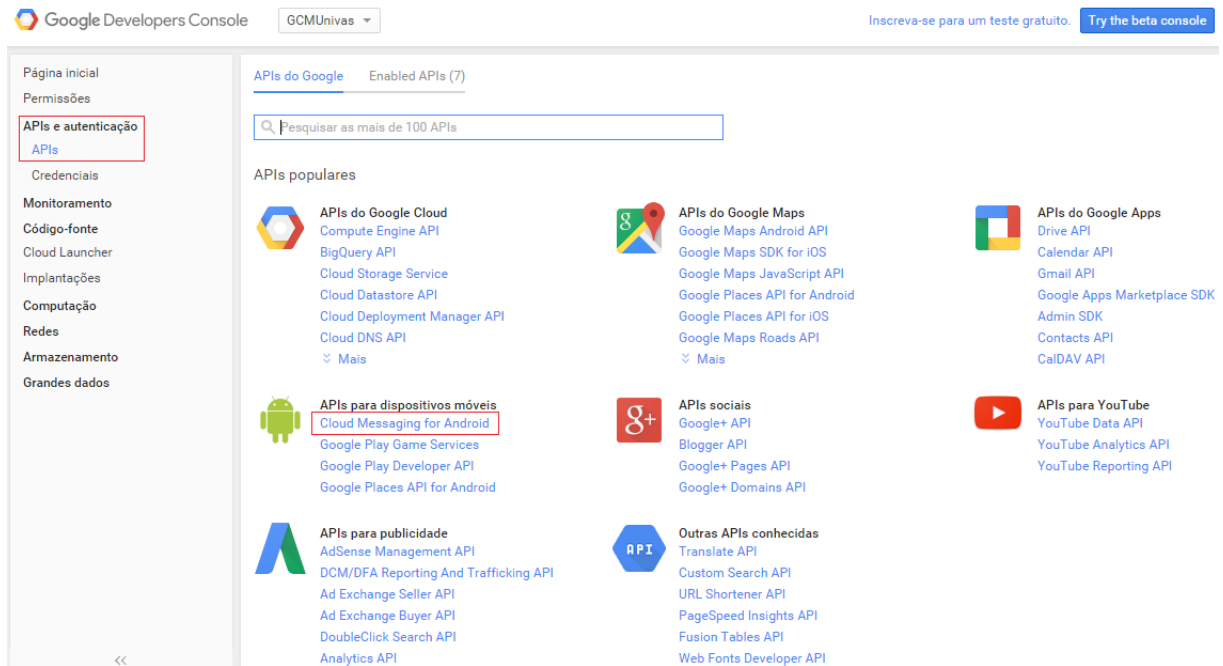 Google Developers Console
GCMUnivas
Inscreva-se para um teste gratuito.
Try the beta console
Página inicial
Permissões
APIs e autenticação
APIs
Credenciais
Monitoramento
Código-fonte
Cloud Launcher
Implantações
Computação
Redes
Armazenamento
Grandes dados
APIs do Google
Enabled APIs (7)
Pesquisar as mais de 100 APIs
APIs populares
APIs do Google Cloud
Compute Engine API
BigQuery API
Cloud Storage Service
Cloud Datastore API
Cloud Deployment Manager API
Cloud DNS API
Mais
8
APIs do Google Maps
Google Maps Android API
Google Maps SDK for iOS
Google Maps JavaScript API
Google Places API for Android
Google Places API for iOS
Google Maps Roads API
Mais
APIs do Google Apps
Drive API
Calendar API
Gmail API
Google Apps Marketplace SDK
Admin SDK
Contacts API
CalDAV API
APIs para dispositivos móveis
Cloud Messaging for Android
Google Play Game Services
Google Play Developer API
Google Places API for Android
8+
APIs sociais
Google+ API
Blogger API
Google+ Pages API
Google+ Domains API
APIs para YouTube
YouTube Data API
YouTube Analytics API
YouTube Reporting API
APIs para publicidade
AdSense Management API
DCM/DFA Reporting And Trafficking API
Ad Exchange Seller API
Ad Exchange Buyer API
DoubleClick Search API
Analytics API
API
Outras APIs conhecidas
Translate API
Custom Search API
URL Shortener API
PageSpeed Insights API
Fusion Tables API
Web Fonts Developer API